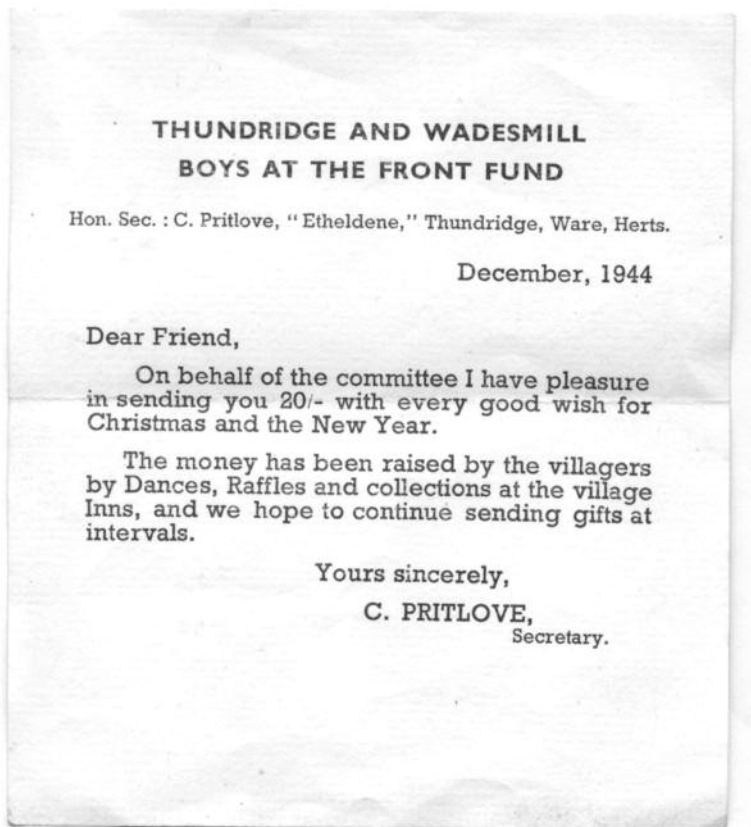 THUNDRIDGE AND WADESMILL
BOYS AT THE FRONT FUND
Hon. Sec. : C. Pritlove, "Etheldene," Thundridge, Ware, Herts.
December, 1944
Dear Friend,
On behalf of the committee I have pleasure
in sending you 20/- with every good wish for
Christmas and the New Year.
The money has been raised by the villagers
by Dances, Raffles and collections at the village
Inns, and we hope to continue sending gifts at
intervals.
Yours sincerely,
C. PRITLOVE,
Secretary.